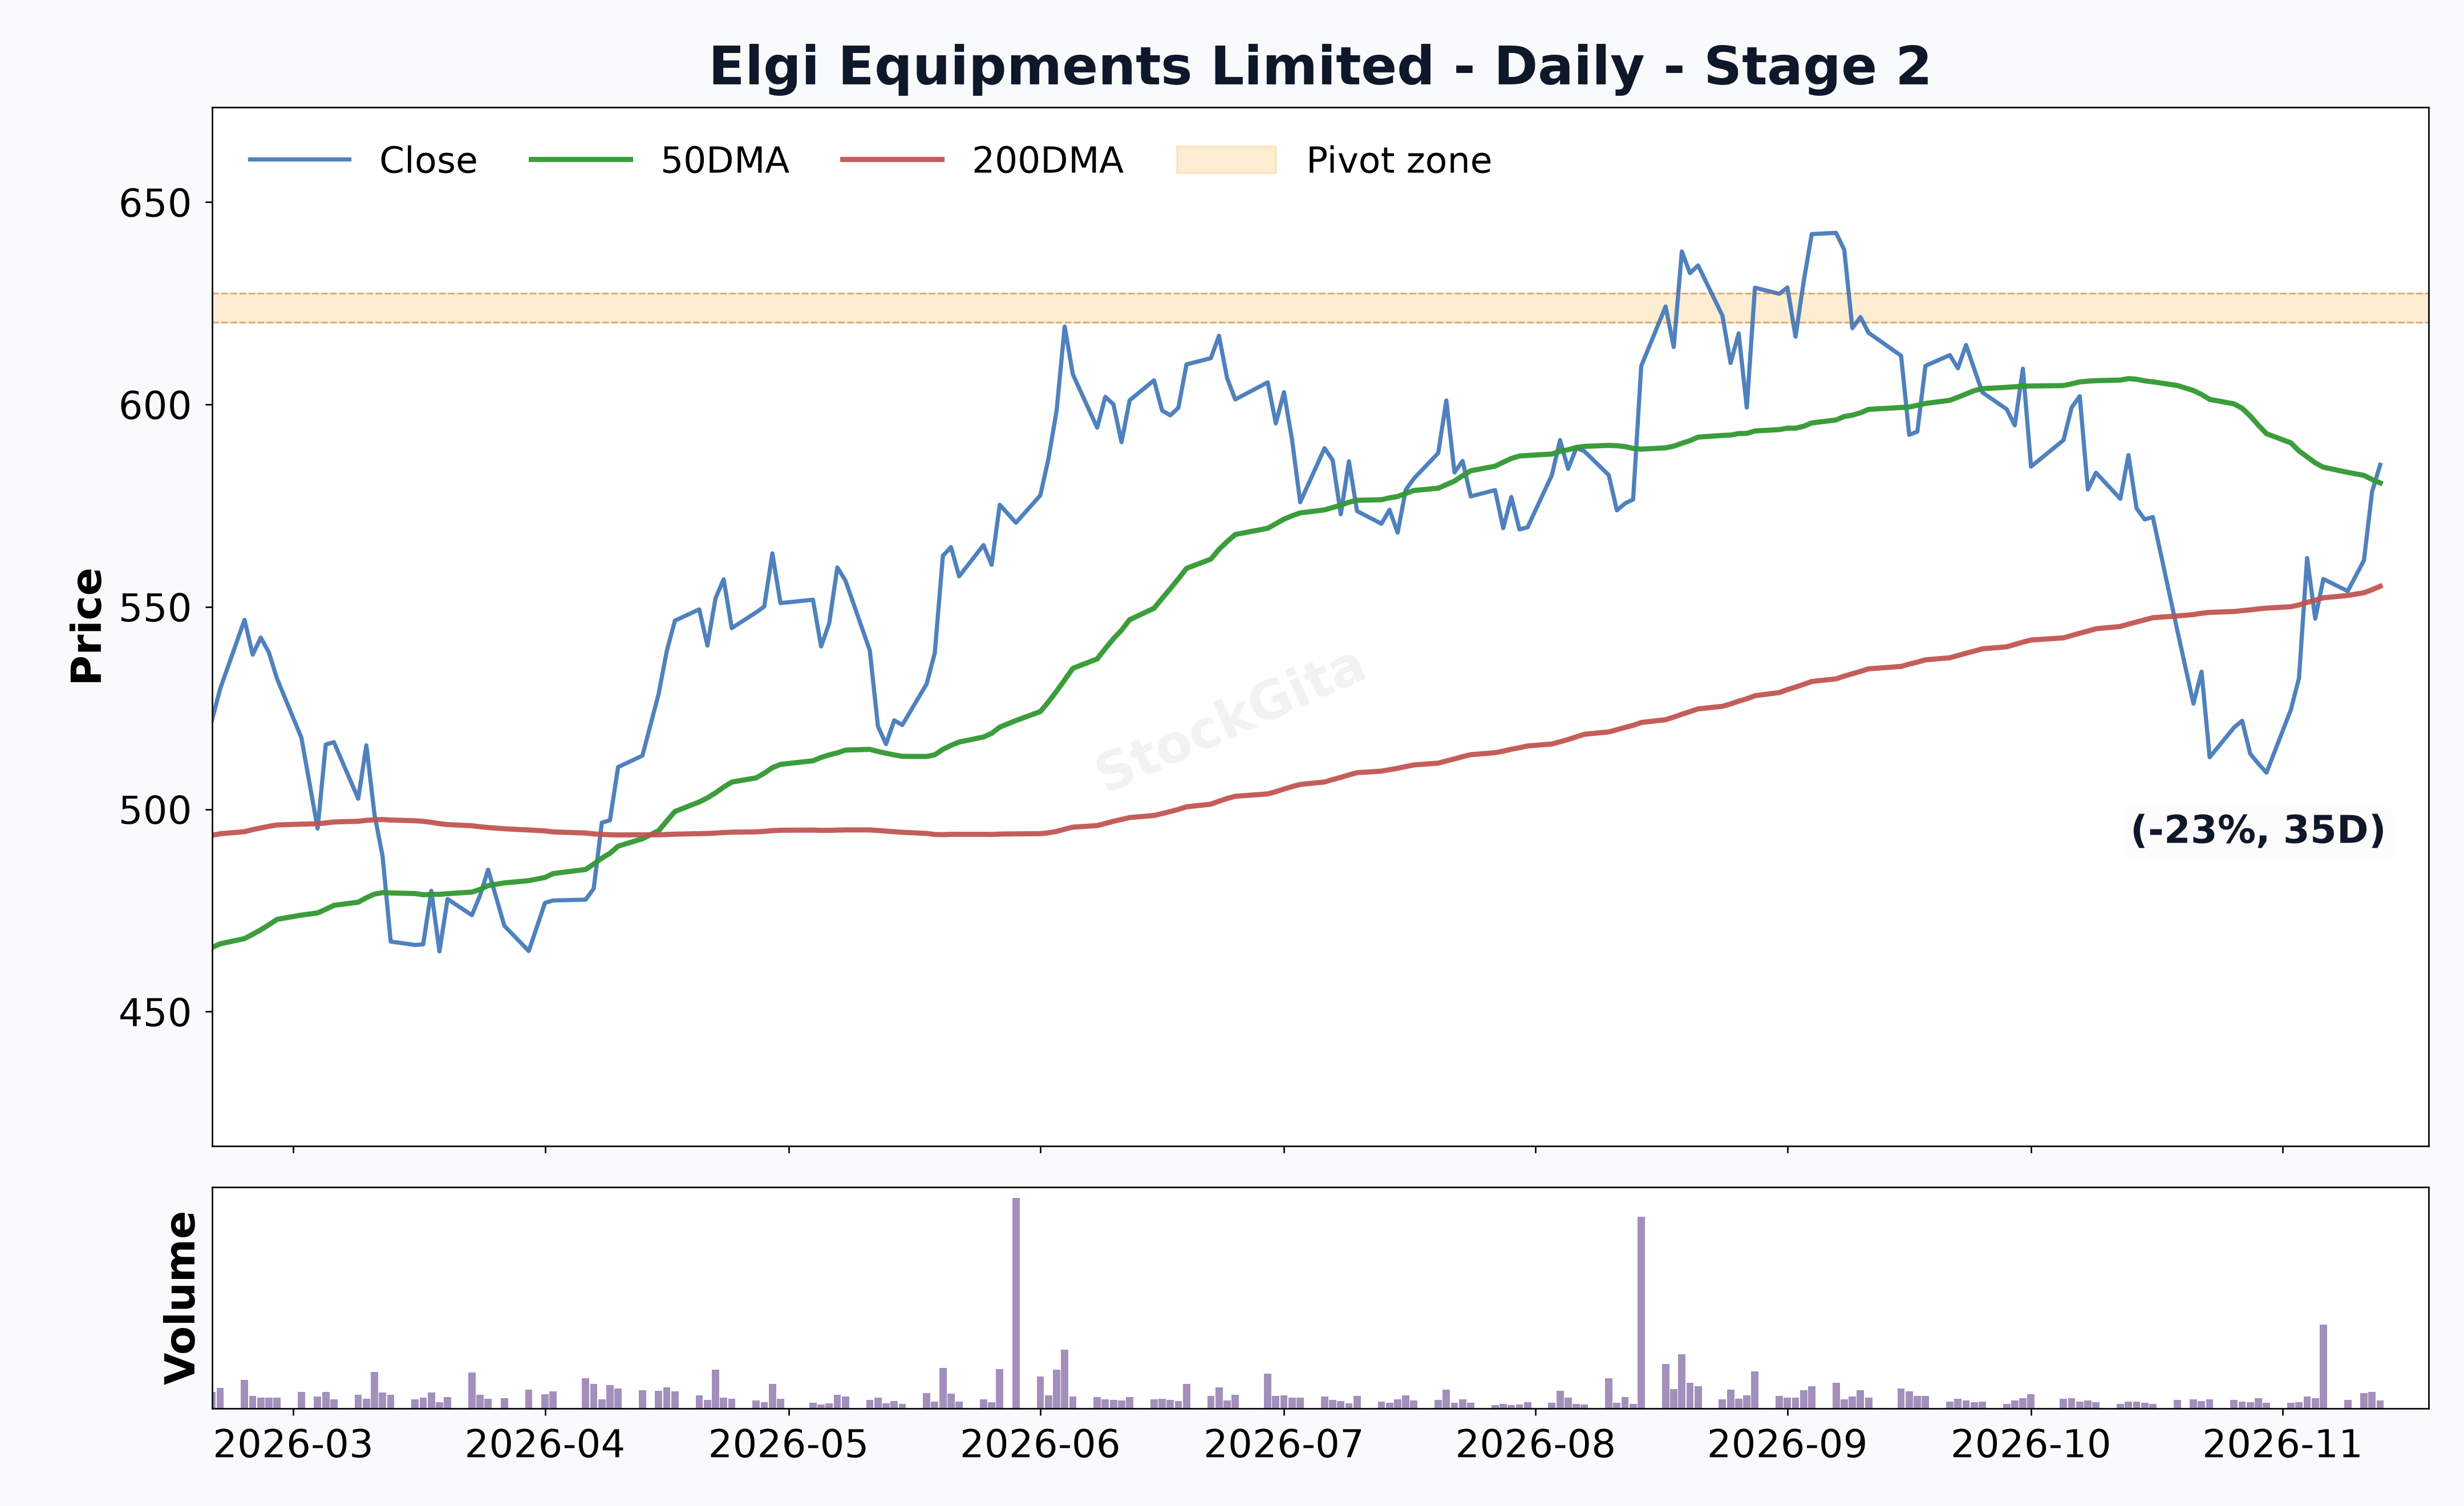 Elgi Equipments Limited - Daily - Stage 2
Close 50DMA 200DMA Pivot zone
650
600
550
500
450
Price
StockGita
(-23%, 35D)
Volume
2026-03 2026-04 2026-05 2026-06 2026-07 2026-08 2026-09 2026-10 2026-11